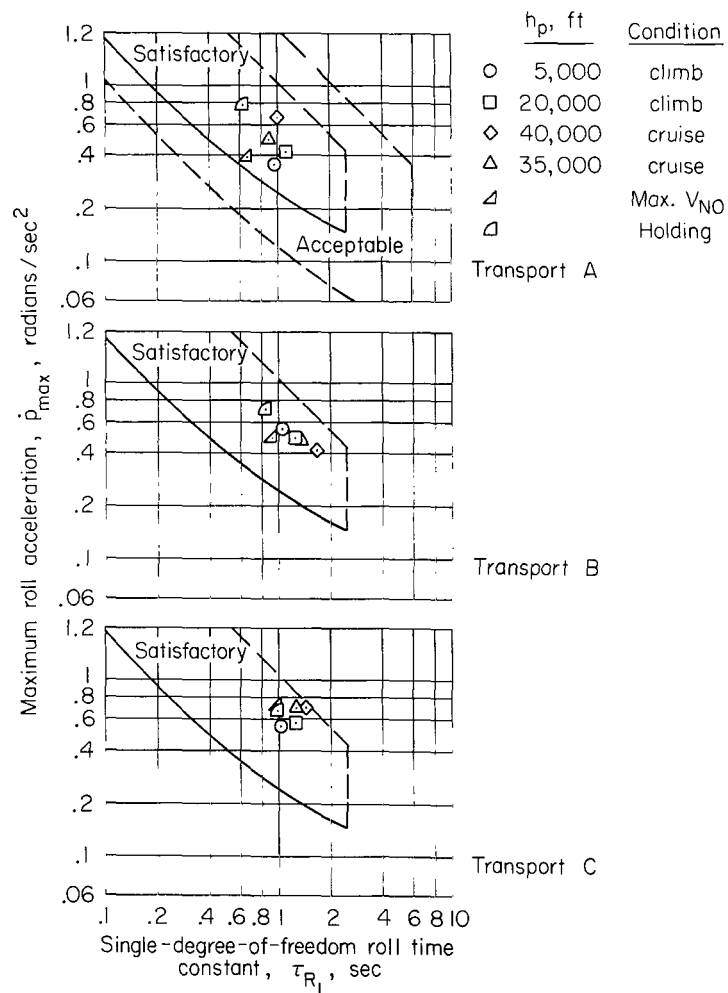 h_p, ft Condition
5,000 climb
20,000 climb
40,000 cruise
35,000 cruise
Max. V_NO
Holding
Maximum roll acceleration, ṗ_max, radians/sec²
1.2
1
.8
.6
.4
.2
.1
.06
Satisfactory
Acceptable
Transport A
1.2
1
.8
.6
.4
.2
.1
.06
Satisfactory
Transport B
1.2
1
.8
.6
.4
.2
.1
.06
Satisfactory
Transport C
.1 .2 .4 .6 .8 1 2 4 6 8 10
Single-degree-of-freedom roll time
constant, τ_R₁, sec